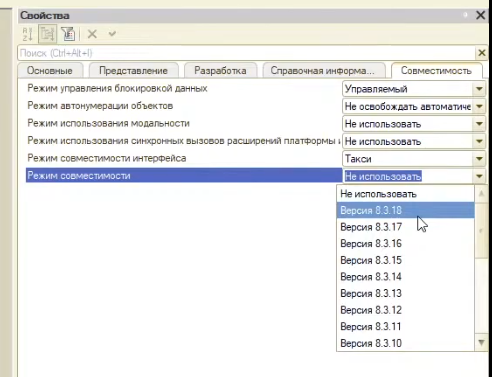 Свойства
Поиск (Ctrl+Alt+I)
Основные
Представление
Разработка
Справочная информа...
Совместимость
Режим управления блокировкой данных
Управляемый
Режим автонумерации объектов
Не освобождать автоматиче
Режим использования модальности
Не использовать
Режим использования синхронных вызовов расширений платформы и
Не использовать
Режим совместимости интерфейса
Такси
Режим совместимости
Не использовать
Не использовать
Версия 8.3.18
Версия 8.3.17
Версия 8.3.16
Версия 8.3.15
Версия 8.3.14
Версия 8.3.13
Версия 8.3.12
Версия 8.3.11
Версия 8.3.10